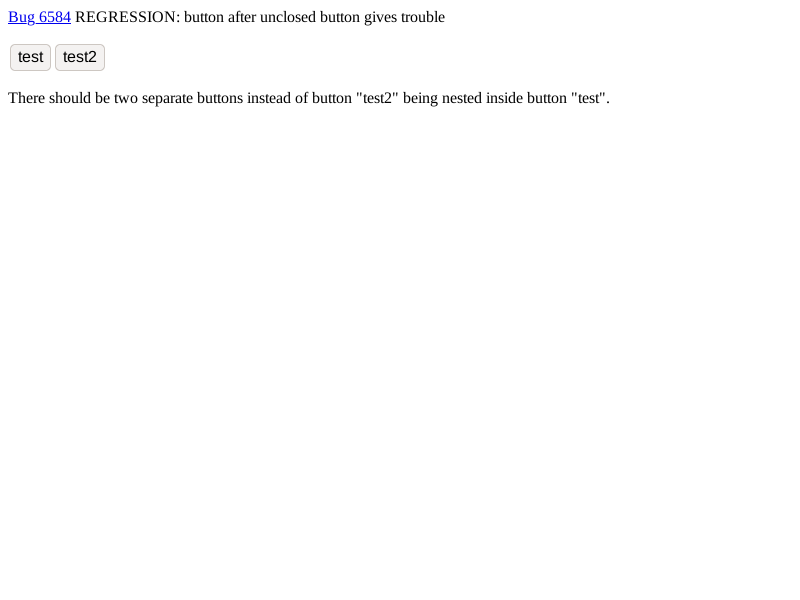 Bug 6584 REGRESSION: button after unclosed button gives trouble
test test2
There should be two separate buttons instead of button "test2" being nested inside button "test".